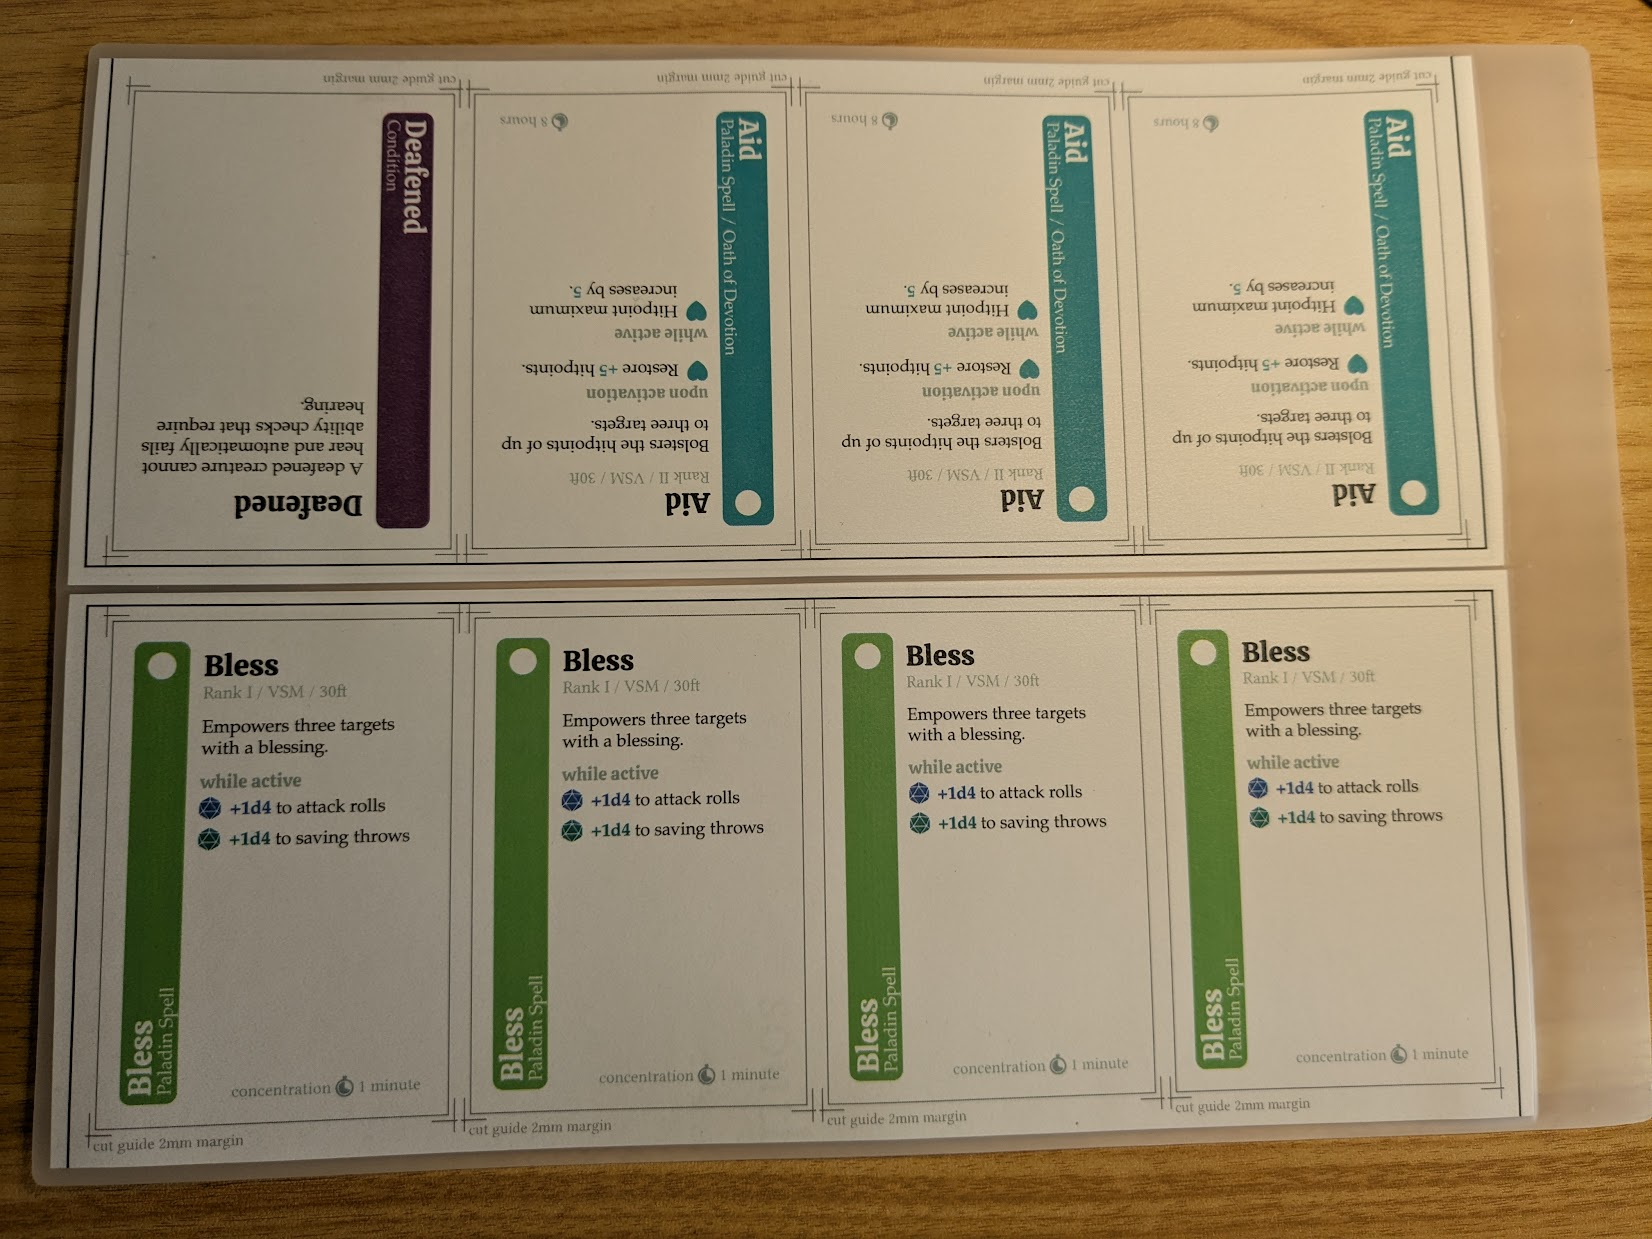 cut guide 2mm margin
Deafened
Condition
Deafened
A deafened creature cannot
hear and automatically fails
ability checks that require
hearing.
cut guide 2mm margin
Aid
Paladin Spell / Oath of Devotion
Aid
Rank II / VSM / 30ft
Bolsters the hitpoints of up
to three targets.
upon activation
Restore +5 hitpoints.
while active
Hitpoint maximum
increases by 5.
8 hours
cut guide 2mm margin
Aid
Paladin Spell / Oath of Devotion
Aid
Rank II / VSM / 30ft
Bolsters the hitpoints of up
to three targets.
upon activation
Restore +5 hitpoints.
while active
Hitpoint maximum
increases by 5.
8 hours
cut guide 2mm margin
Aid
Paladin Spell / Oath of Devotion
Aid
Rank II / VSM / 30ft
Bolsters the hitpoints of up
to three targets.
upon activation
Restore +5 hitpoints.
while active
Hitpoint maximum
increases by 5.
8 hours
Bless
Paladin Spell
Bless
Rank I / VSM / 30ft
Empowers three targets
with a blessing.
while active
+1d4 to attack rolls
+1d4 to saving throws
concentration 1 minute
cut guide 2mm margin
Bless
Paladin Spell
Bless
Rank I / VSM / 30ft
Empowers three targets
with a blessing.
while active
+1d4 to attack rolls
+1d4 to saving throws
concentration 1 minute
cut guide 2mm margin
Bless
Paladin Spell
Bless
Rank I / VSM / 30ft
Empowers three targets
with a blessing.
while active
+1d4 to attack rolls
+1d4 to saving throws
concentration 1 minute
cut guide 2mm margin
Bless
Paladin Spell
Bless
Rank I / VSM / 30ft
Empowers three targets
with a blessing.
while active
+1d4 to attack rolls
+1d4 to saving throws
concentration 1 minute
cut guide 2mm margin